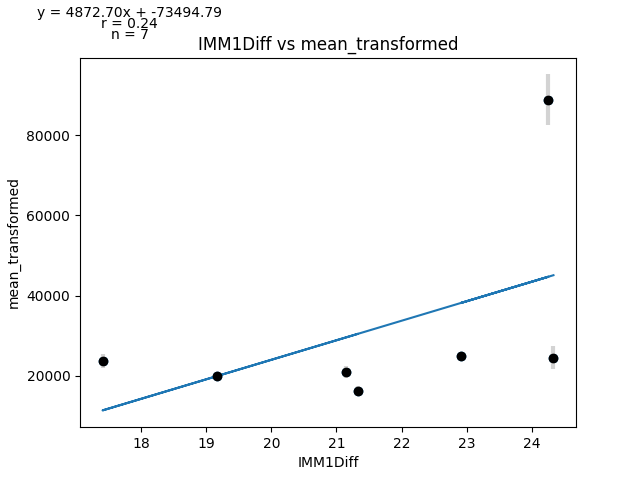 y = 4872.70x + -73494.79
r = 0.24
n = 7
IMM1Diff vs mean_transformed
mean_transformed
80000
60000
40000
20000
18 19 20 21 22 23 24
IMM1Diff